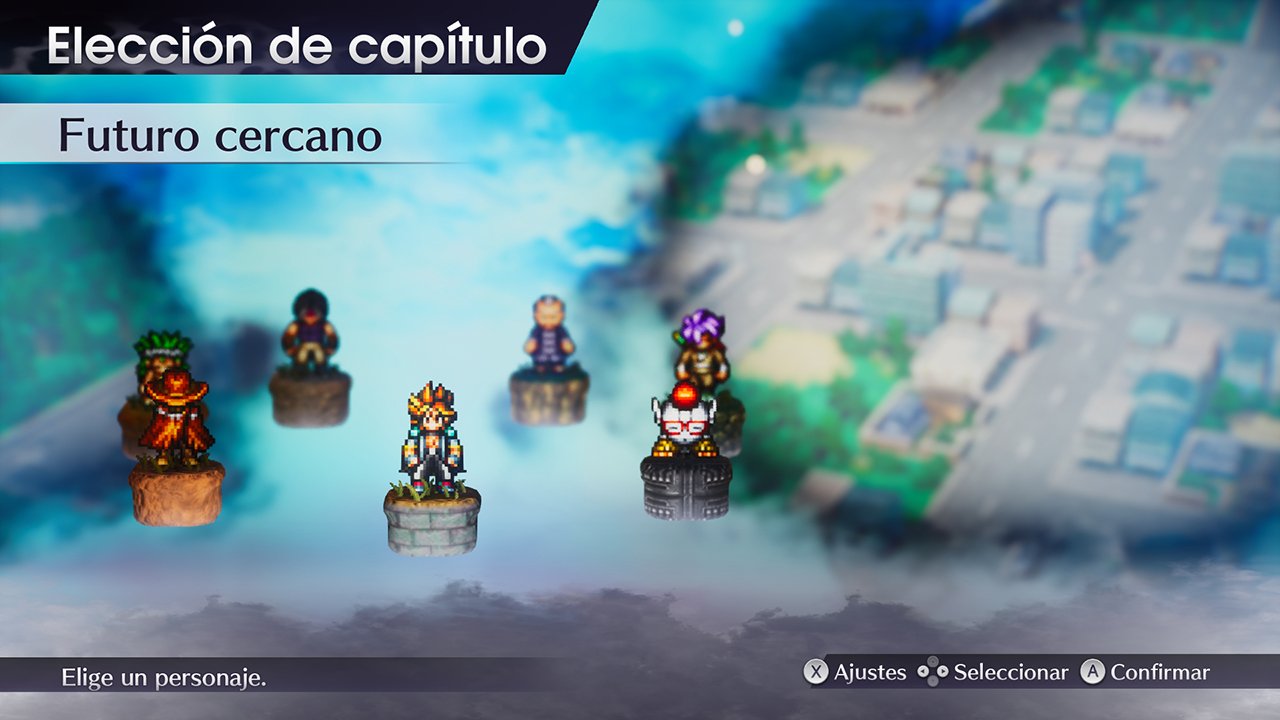 Elección de capítulo
Futuro cercano
Elige un personaje.
X Ajustes Seleccionar A Confirmar